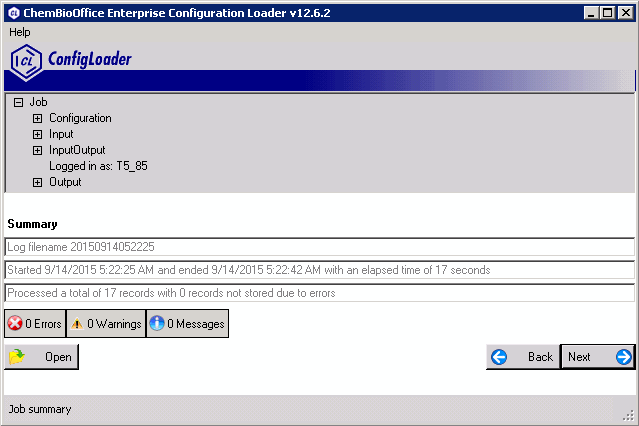 ChemBioOffice Enterprise Configuration Loader v12.6.2
Help
CL ConfigLoader
Job
Configuration
Input
InputOutput
Logged in as: T5_85
Output
Summary
Log filename 20150914052225
Started 9/14/2015 5:22:25 AM and ended 9/14/2015 5:22:42 AM with an elapsed time of 17 seconds
Processed a total of 17 records with 0 records not stored due to errors
0 Errors 0 Warnings 0 Messages
Open Back Next
Job summary